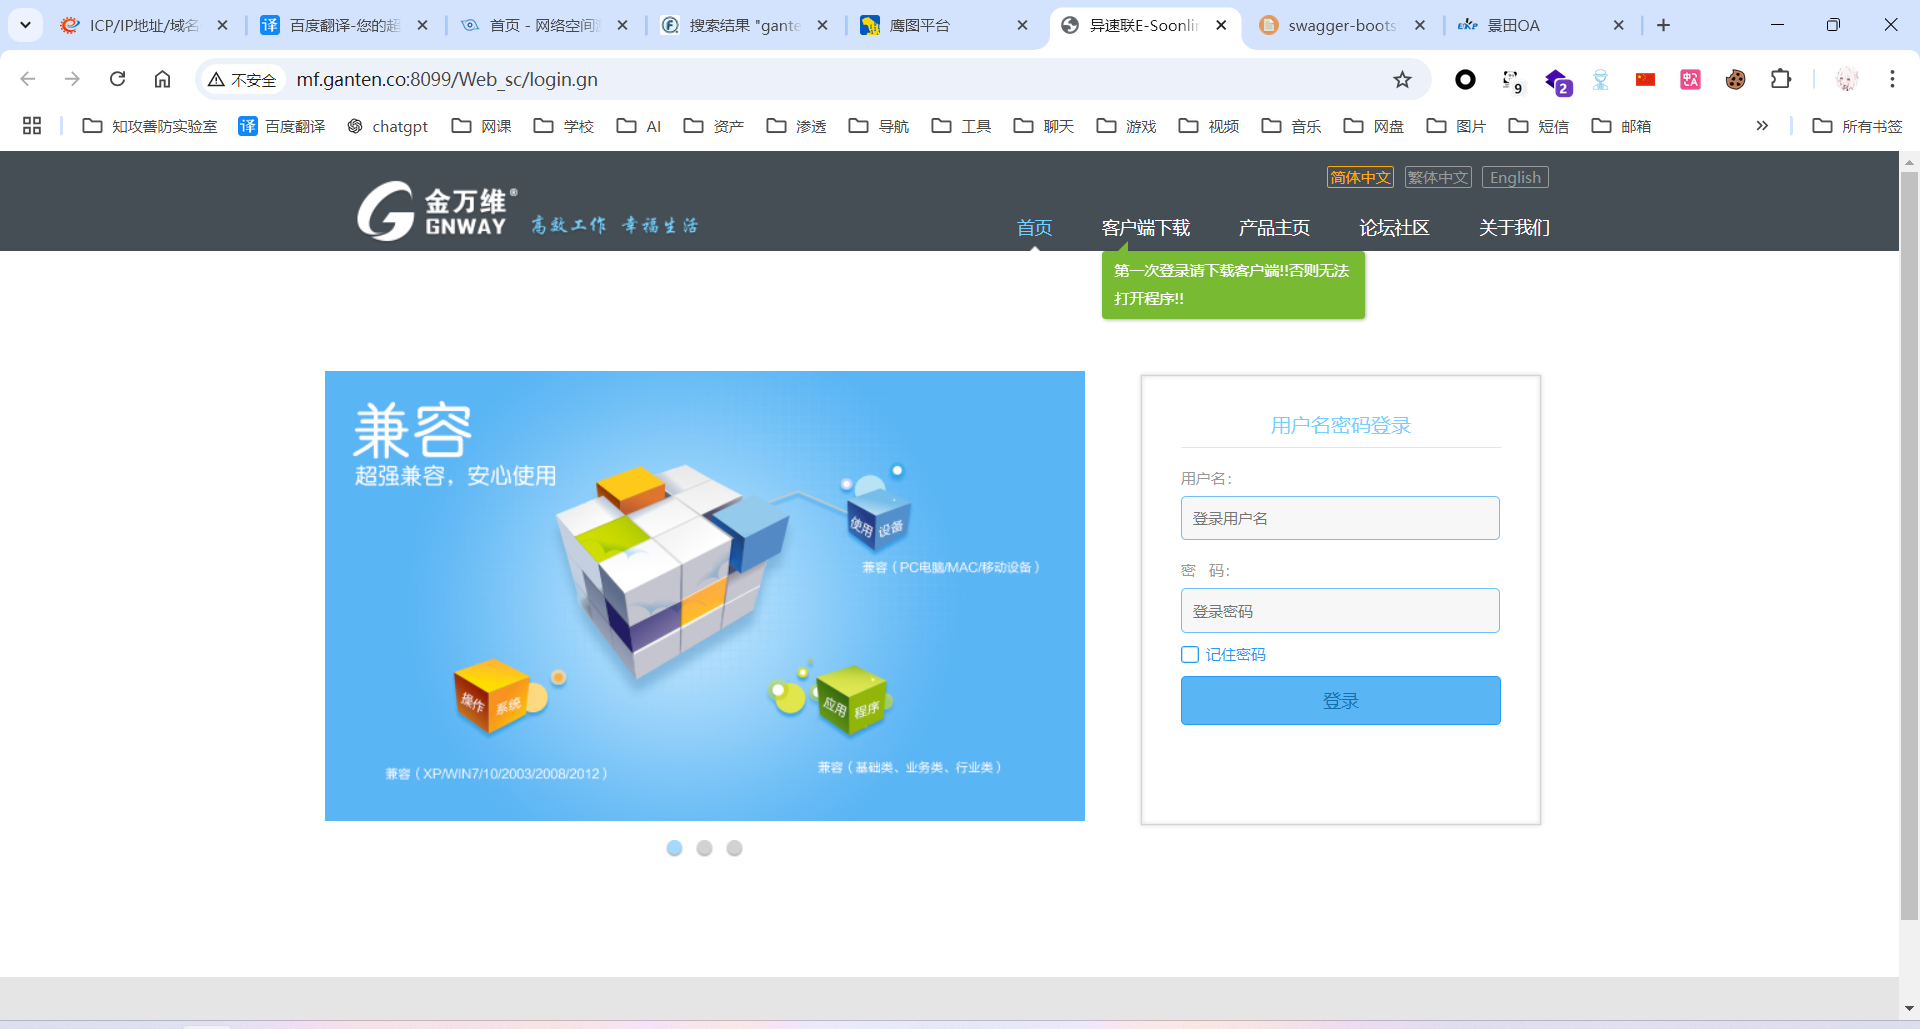 ICP/IP地址/域名
百度翻译-您的超
首页 - 网络空间
搜索结果 "gante
鹰图平台
异速联E-Soonlin
swagger-boots
景田OA
不安全
mf.ganten.co:8099/Web_sc/login.gn
9
2
知攻善防实验室
百度翻译
chatgpt
网课
学校
AI
资产
渗透
导航
工具
聊天
游戏
视频
音乐
网盘
图片
短信
邮箱
所有书签
简体中文
繁体中文
English
金万维®
GNWAY
高效工作 幸福生活
首页
客户端下载
产品主页
论坛社区
关于我们
第一次登录请下载客户端!!否则无法
打开程序!!
兼容
超强兼容，安心使用
使用 设备
兼容（PC电脑/MAC/移动设备）
操作 系统
应用 程序
兼容（XP/WIN7/10/2003/2008/2012）
兼容（基础类、业务类、行业类）
用户名密码登录
用户名：
登录用户名
密 码：
登录密码
记住密码
登录